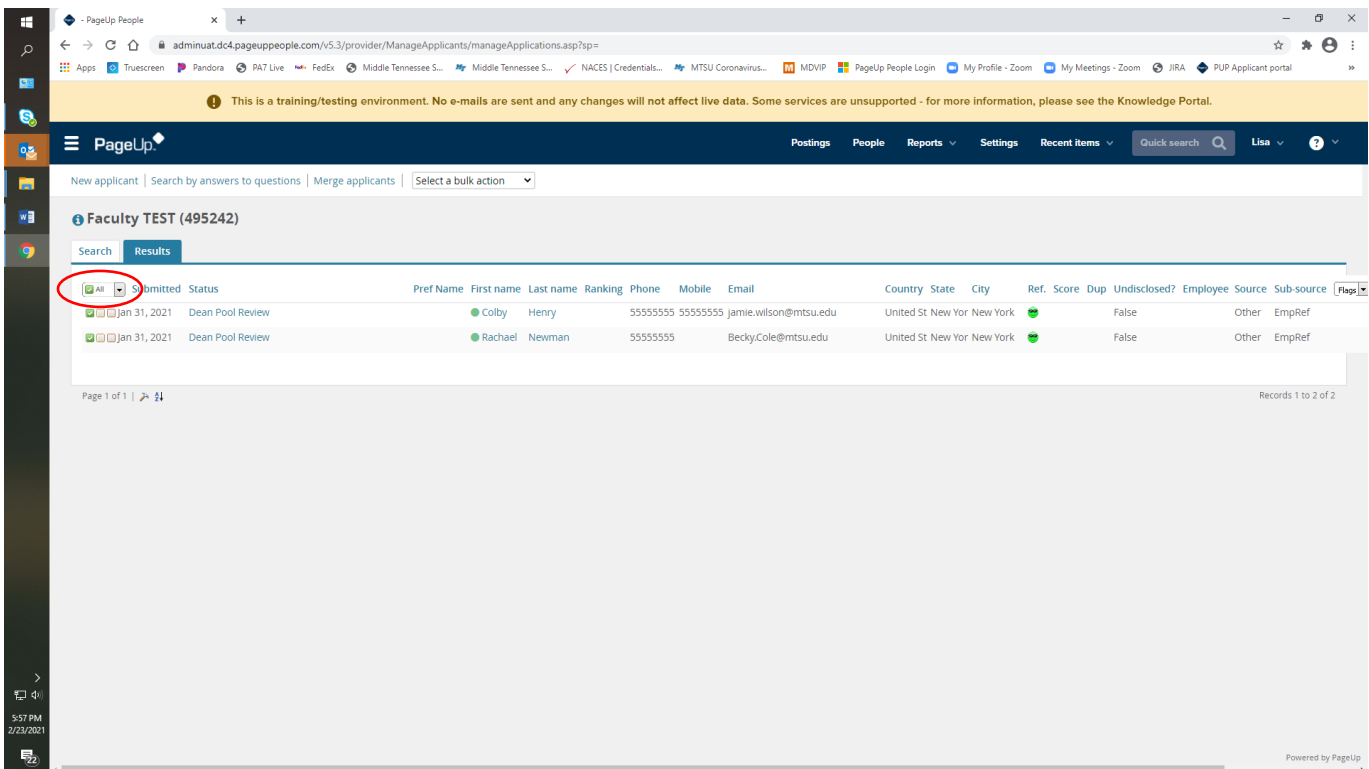 - PageUp People
adminuat.dc4.pageuppeople.com/v5.3/provider/ManageApplicants/manageApplications.asp?sp=
Apps Truescreen Pandora PA7 Live FedEx Middle Tennessee S... Middle Tennessee S... NACES | Credentials... MTSU Coronavirus... MDVIP PageUp People Login My Profile - Zoom My Meetings - Zoom JIRA PUP Applicant portal »
This is a training/testing environment. No e-mails are sent and any changes will not affect live data. Some services are unsupported - for more information, please see the Knowledge Portal.
PageUp Postings People Reports Settings Recent items Quick search Lisa ?
New applicant | Search by answers to questions | Merge applicants | Select a bulk action
Faculty TEST (495242)
Search Results
All Submitted Status Pref Name First name Last name Ranking Phone Mobile Email Country State City Ref. Score Dup Undisclosed? Employee Source Sub-source Flags
Jan 31, 2021 Dean Pool Review Colby Henry 55555555 55555555 jamie.wilson@mtsu.edu United St New Yor New York False Other EmpRef
Jan 31, 2021 Dean Pool Review Rachael Newman 55555555 Becky.Cole@mtsu.edu United St New Yor New York False Other EmpRef
Page 1 of 1 | Records 1 to 2 of 2
5:57 PM
2/23/2021
22
Powered by PageUp